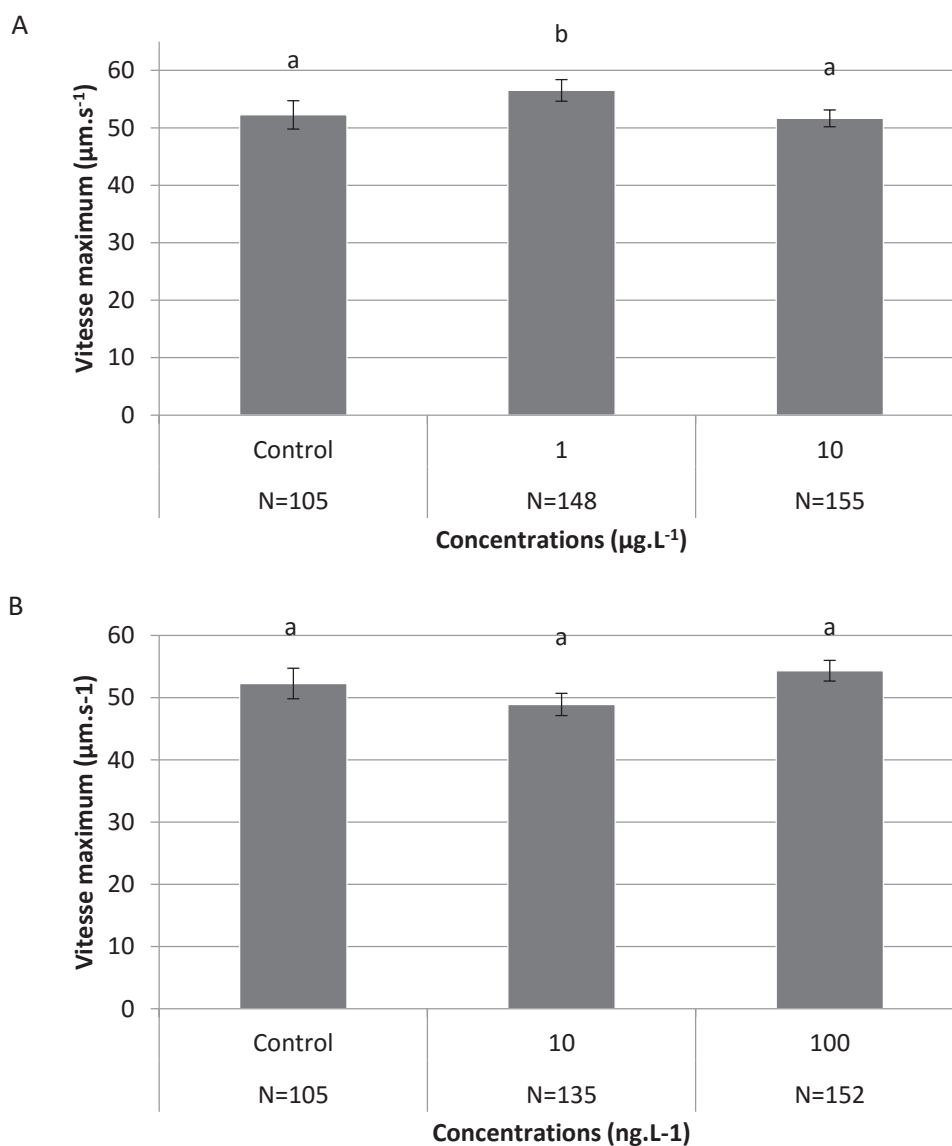 A
a b a
60
50
40
30
20
10
0
Vitesse maximum (µm.s⁻¹)
Control 1 10
N=105 N=148 N=155
Concentrations (µg.L⁻¹)
B
a a a
60
50
40
30
20
10
0
Vitesse maximum (µm.s-1)
Control 10 100
N=105 N=135 N=152
Concentrations (ng.L-1)